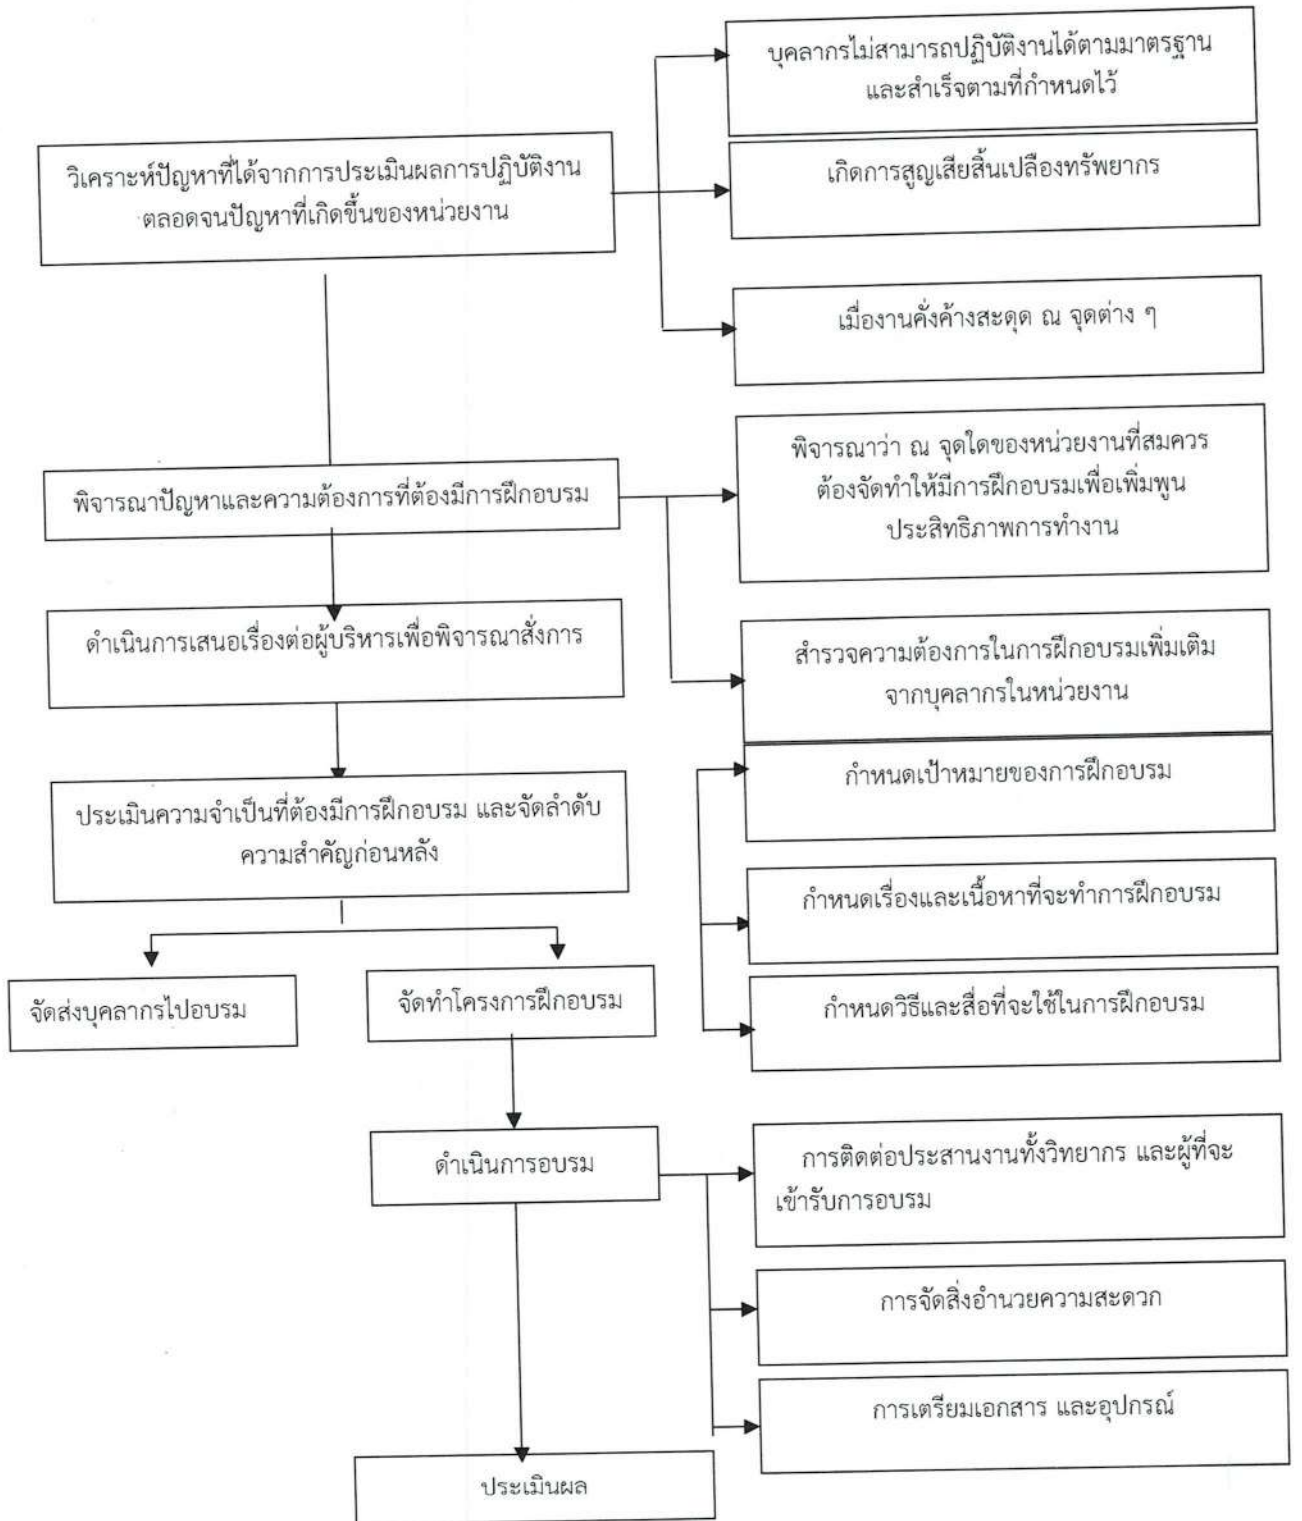 บุคลากรไม่สามารถปฏิบัติงานได้ตามมาตรฐาน
และสำเร็จตามที่กำหนดไว้
วิเคราะห์ปัญหาที่ได้จากการประเมินผลการปฏิบัติงาน
ตลอดจนปัญหาที่เกิดขึ้นของหน่วยงาน
เกิดการสูญเสียสิ้นเปลืองทรัพยากร
เมื่องานคั่งค้างสะดุด ณ จุดต่าง ๆ
พิจารณาปัญหาและความต้องการที่ต้องมีการฝึกอบรม
พิจารณาว่า ณ จุดใดของหน่วยงานที่สมควร
ต้องจัดทำให้มีการฝึกอบรมเพื่อเพิ่มพูน
ประสิทธิภาพการทำงาน
ดำเนินการเสนอเรื่องต่อผู้บริหารเพื่อพิจารณาสั่งการ
สำรวจความต้องการในการฝึกอบรมเพิ่มเติม
จากบุคลากรในหน่วยงาน
ประเมินความจำเป็นที่ต้องมีการฝึกอบรม และจัดลำดับ
ความสำคัญก่อนหลัง
กำหนดเป้าหมายของการฝึกอบรม
กำหนดเรื่องและเนื้อหาที่จะทำการฝึกอบรม
กำหนดวิธีและสื่อที่จะใช้ในการฝึกอบรม
จัดส่งบุคลากรไปอบรม
จัดทำโครงการฝึกอบรม
ดำเนินการอบรม
การติดต่อประสานงานทั้งวิทยากร และผู้ที่จะ
เข้ารับการอบรม
การจัดสิ่งอำนวยความสะดวก
การเตรียมเอกสาร และอุปกรณ์
ประเมินผล